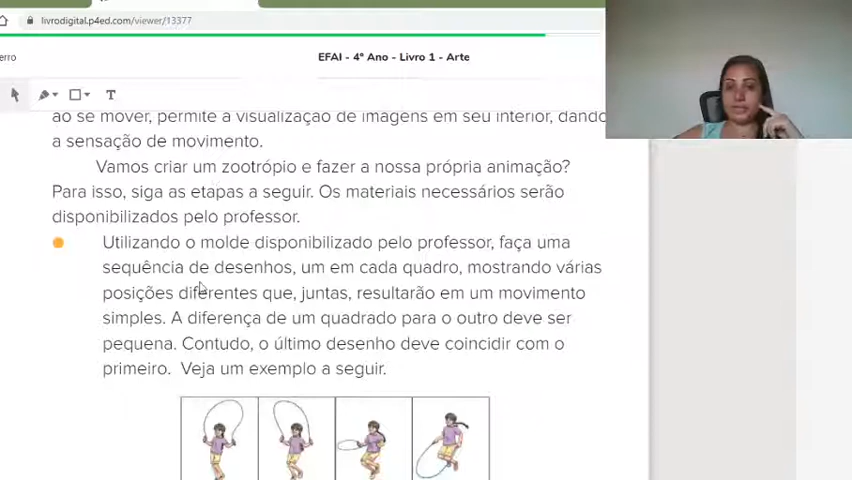 livrodigital.p4ed.com/viewer/13377
erro
EFAI - 4º Ano - Livro 1 - Arte
T
ao se mover, permite a visualização de imagens em seu interior, dando
a sensação de movimento.
Vamos criar um zootrópio e fazer a nossa própria animação?
Para isso, siga as etapas a seguir. Os materiais necessários serão
disponibilizados pelo professor.
Utilizando o molde disponibilizado pelo professor, faça uma
sequência de desenhos, um em cada quadro, mostrando várias
posições diferentes que, juntas, resultarão em um movimento
simples. A diferença de um quadrado para o outro deve ser
pequena. Contudo, o último desenho deve coincidir com o
primeiro. Veja um exemplo a seguir.